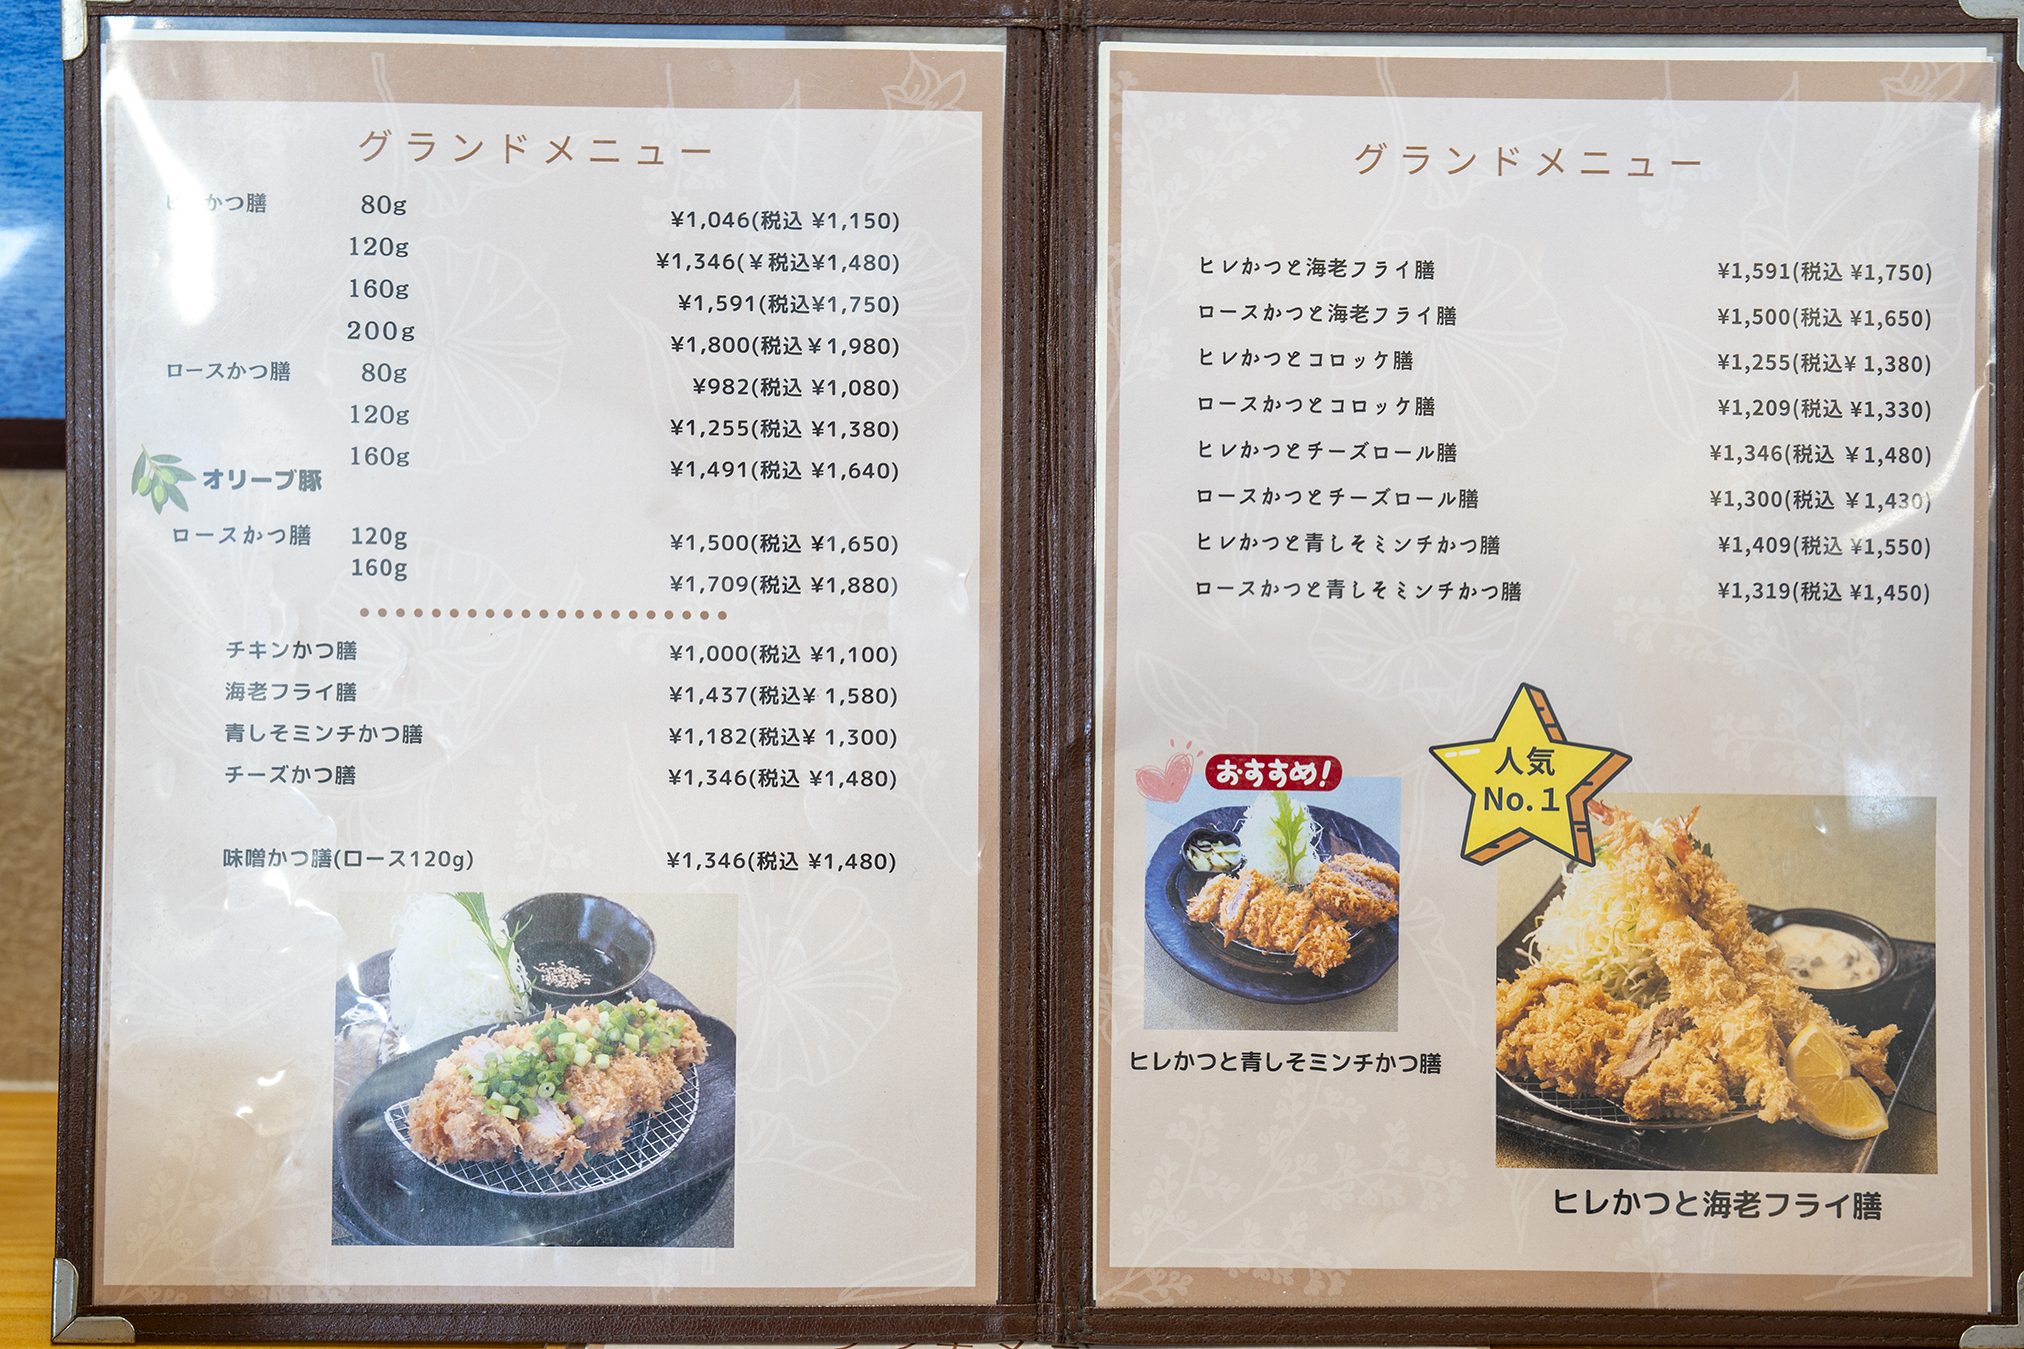 グランドメニュー
ヒレかつ膳 80g ¥1,046(税込 ¥1,150)
120g ¥1,346(¥税込¥1,480)
160g ¥1,591(税込¥1,750)
200g ¥1,800(税込¥1,980)
ロースかつ膳 80g ¥982(税込 ¥1,080)
120g ¥1,255(税込 ¥1,380)
160g ¥1,491(税込 ¥1,640)
オリーブ豚
ロースかつ膳 120g ¥1,500(税込 ¥1,650)
160g ¥1,709(税込 ¥1,880)
チキンかつ膳 ¥1,000(税込 ¥1,100)
海老フライ膳 ¥1,437(税込¥ 1,580)
青しそミンチかつ膳 ¥1,182(税込¥ 1,300)
チーズかつ膳 ¥1,346(税込 ¥1,480)
味噌かつ膳(ロース120g) ¥1,346(税込 ¥1,480)
グランドメニュー
ヒレかつと海老フライ膳 ¥1,591(税込 ¥1,750)
ロースかつと海老フライ膳 ¥1,500(税込 ¥1,650)
ヒレかつとコロッケ膳 ¥1,255(税込¥ 1,380)
ロースかつとコロッケ膳 ¥1,209(税込 ¥1,330)
ヒレかつとチーズロール膳 ¥1,346(税込 ¥1,480)
ロースかつとチーズロール膳 ¥1,300(税込 ¥1,430)
ヒレかつと青しそミンチかつ膳 ¥1,409(税込 ¥1,550)
ロースかつと青しそミンチかつ膳 ¥1,319(税込 ¥1,450)
おすすめ!
ヒレかつと青しそミンチかつ膳
人気
No.1
ヒレかつと海老フライ膳